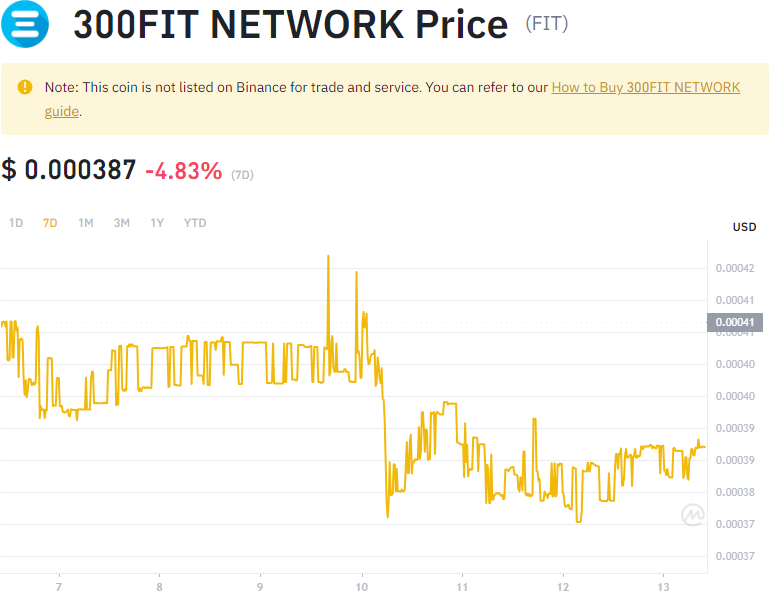 300FIT NETWORK Price (FIT)
Note: This coin is not listed on Binance for trade and service. You can refer to our How to Buy 300FIT NETWORK
guide.
$ 0.000387 -4.83% (7D)
1D 7D 1M 3M 1Y YTD
USD
0.00042
0.00041
0.00041
0.00041
0.00040
0.00040
0.00039
0.00039
0.00038
0.00037
0.00037
7 8 9 10 11 12 13